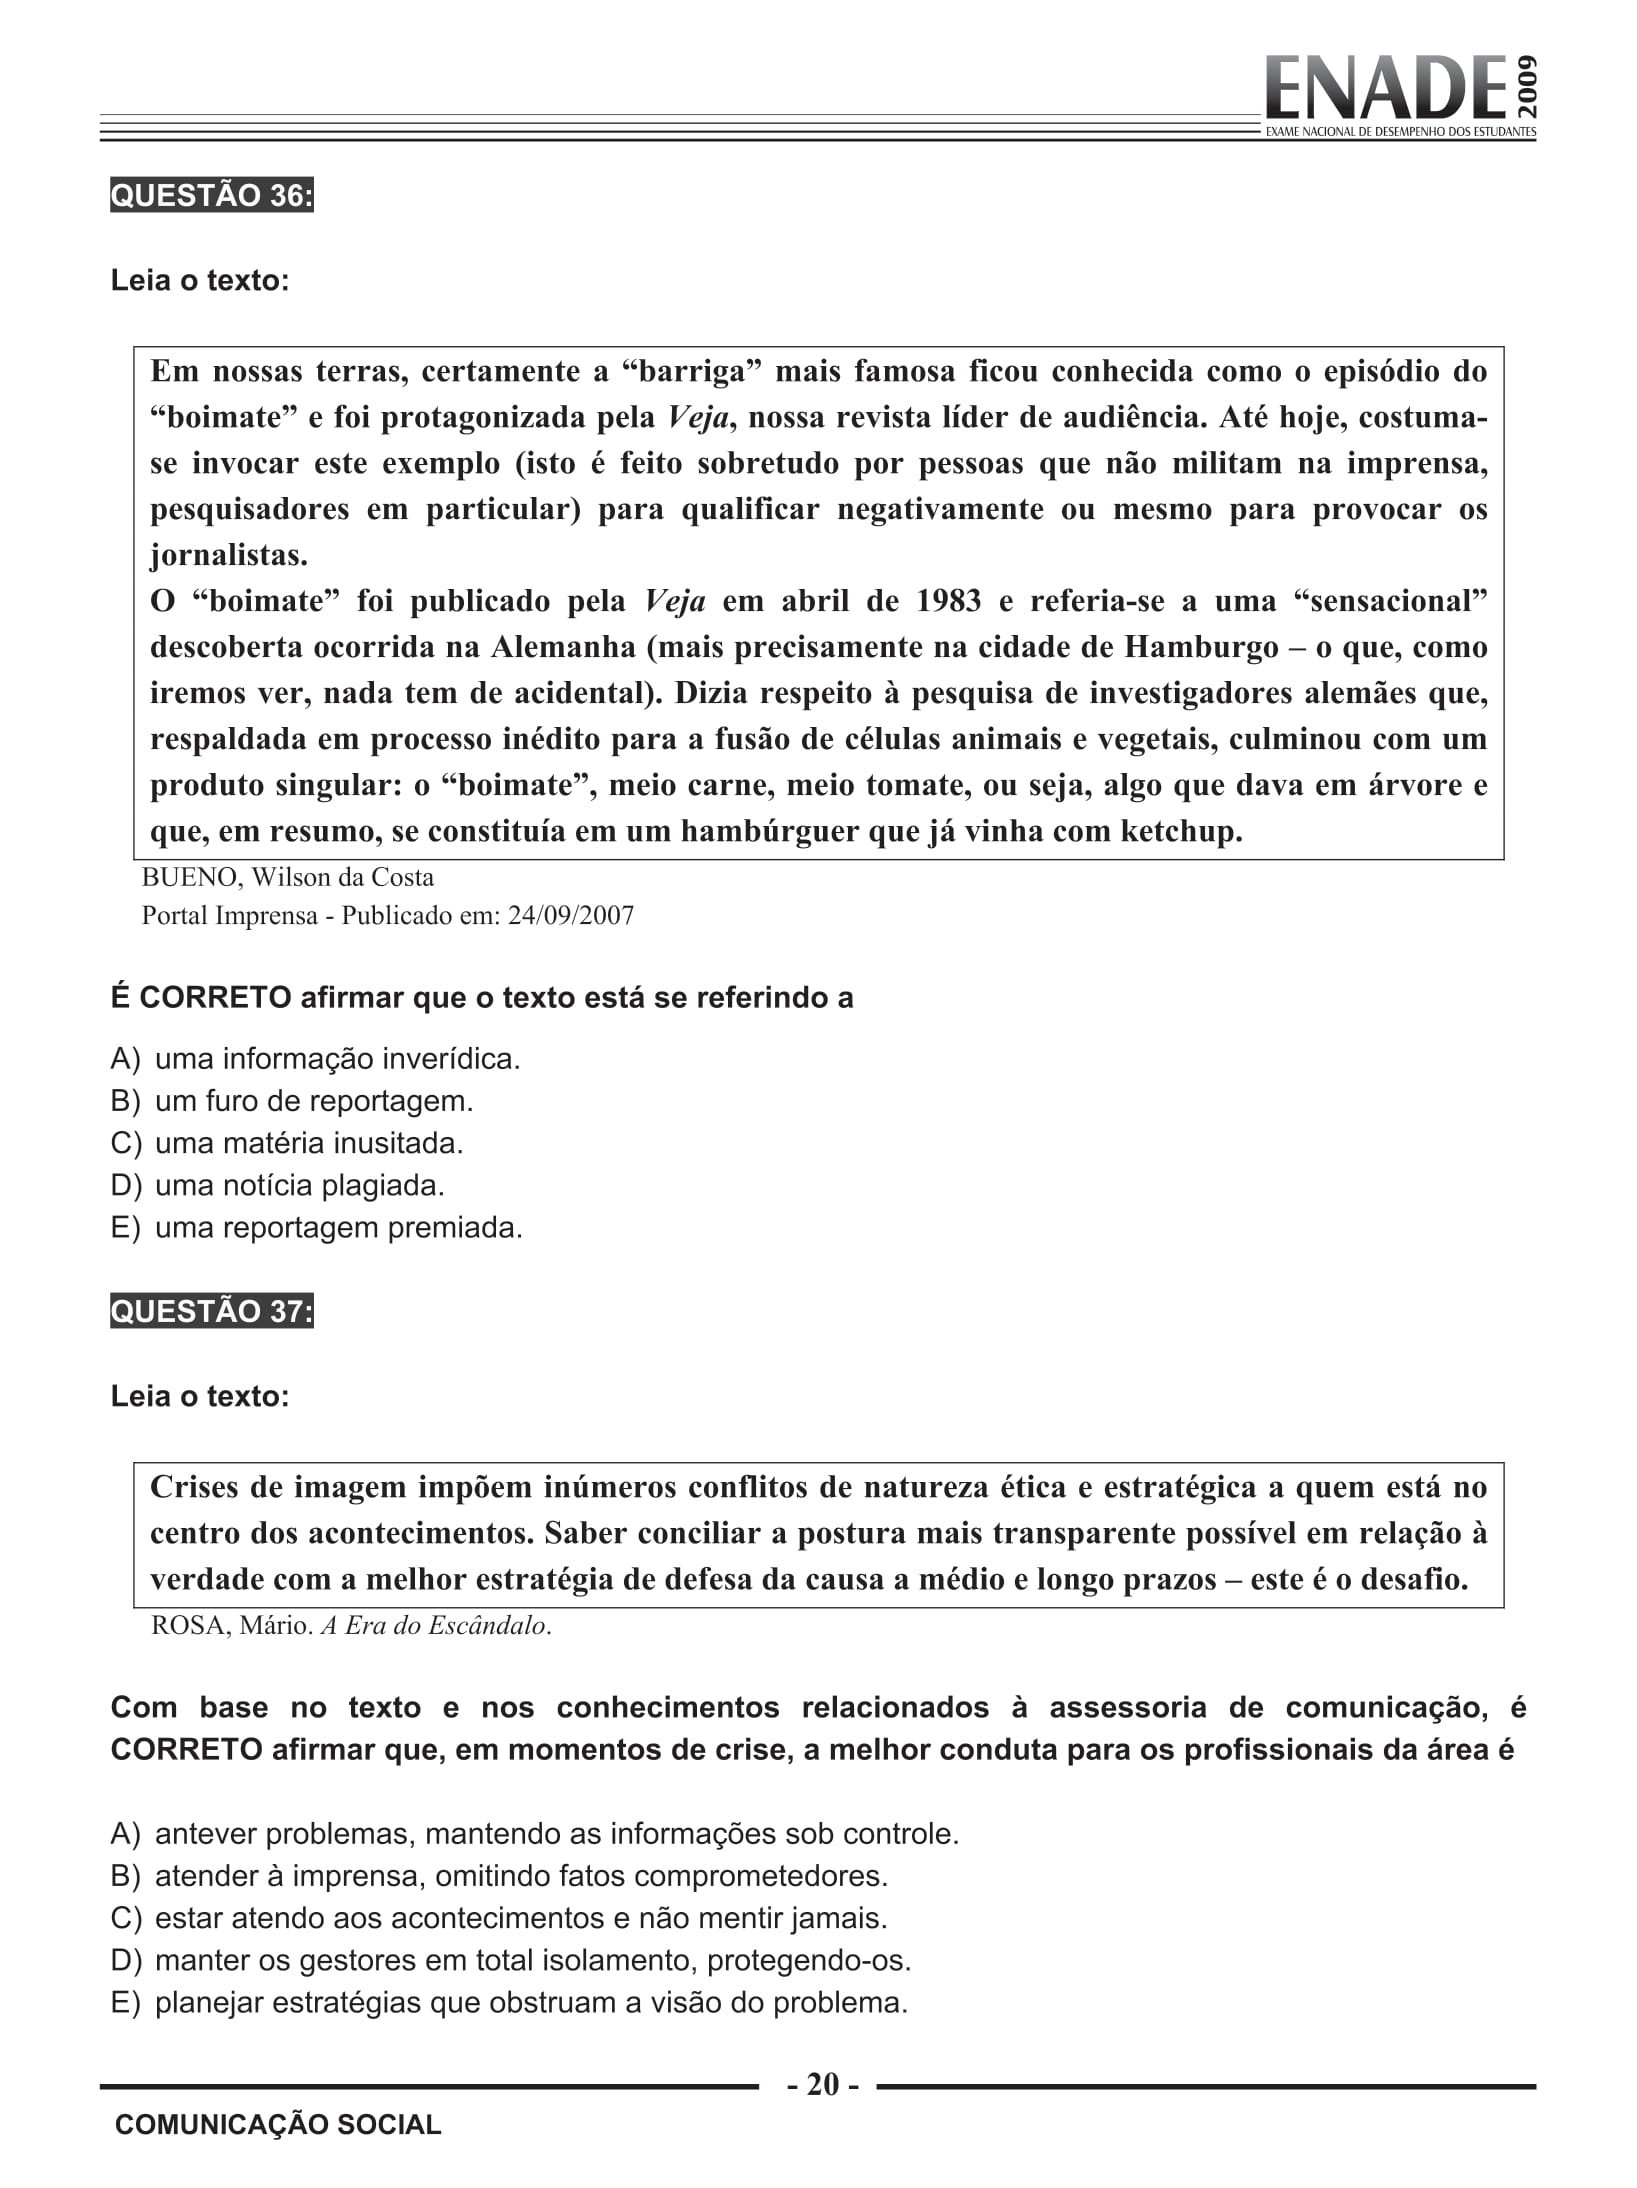 ENADE 2009
EXAME NACIONAL DE DESEMPENHO DOS ESTUDANTES
QUESTÃO 36:
Leia o texto:
Em nossas terras, certamente a “barriga” mais famosa ficou conhecida como o episódio do
“boimate” e foi protagonizada pela Veja, nossa revista líder de audiência. Até hoje, costuma-
se invocar este exemplo (isto é feito sobretudo por pessoas que não militam na imprensa,
pesquisadores em particular) para qualificar negativamente ou mesmo para provocar os
jornalistas.
O “boimate” foi publicado pela Veja em abril de 1983 e referia-se a uma “sensacional”
descoberta ocorrida na Alemanha (mais precisamente na cidade de Hamburgo – o que, como
iremos ver, nada tem de acidental). Dizia respeito à pesquisa de investigadores alemães que,
respaldada em processo inédito para a fusão de células animais e vegetais, culminou com um
produto singular: o “boimate”, meio carne, meio tomate, ou seja, algo que dava em árvore e
que, em resumo, se constituía em um hambúrguer que já vinha com ketchup.
BUENO, Wilson da Costa
Portal Imprensa - Publicado em: 24/09/2007
É CORRETO afirmar que o texto está se referindo a
A) uma informação inverídica.
B) um furo de reportagem.
C) uma matéria inusitada.
D) uma notícia plagiada.
E) uma reportagem premiada.
QUESTÃO 37:
Leia o texto:
Crises de imagem impõem inúmeros conflitos de natureza ética e estratégica a quem está no
centro dos acontecimentos. Saber conciliar a postura mais transparente possível em relação à
verdade com a melhor estratégia de defesa da causa a médio e longo prazos – este é o desafio.
ROSA, Mário. A Era do Escândalo.
Com base no texto e nos conhecimentos relacionados à assessoria de comunicação, é
CORRETO afirmar que, em momentos de crise, a melhor conduta para os profissionais da área é
A) antever problemas, mantendo as informações sob controle.
B) atender à imprensa, omitindo fatos comprometedores.
C) estar atendo aos acontecimentos e não mentir jamais.
D) manter os gestores em total isolamento, protegendo-os.
E) planejar estratégias que obstruam a visão do problema.
- 20 -
COMUNICAÇÃO SOCIAL